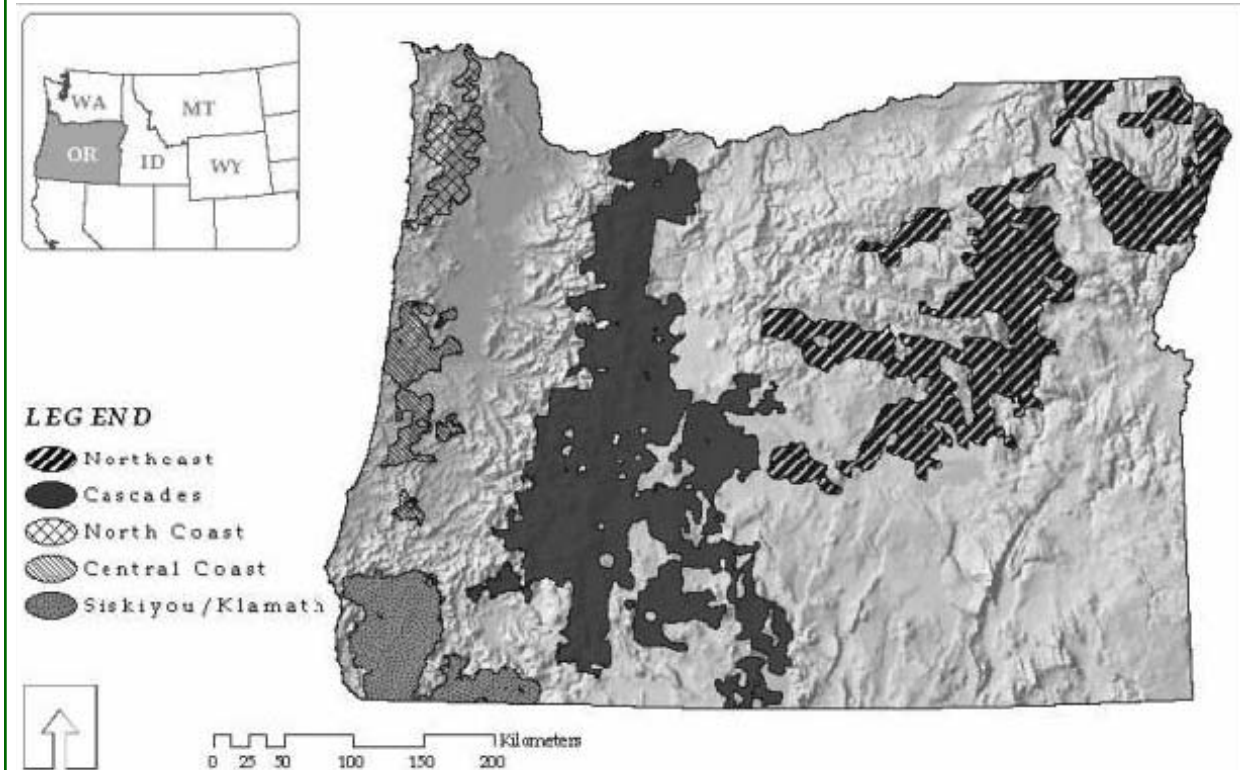 WA
MT
OR
ID
WY
LEGEND
Northeast
Cascades
North Coast
Central Coast
Siskiyou/Klamath
Kilometers
0 25 50 100 150 200